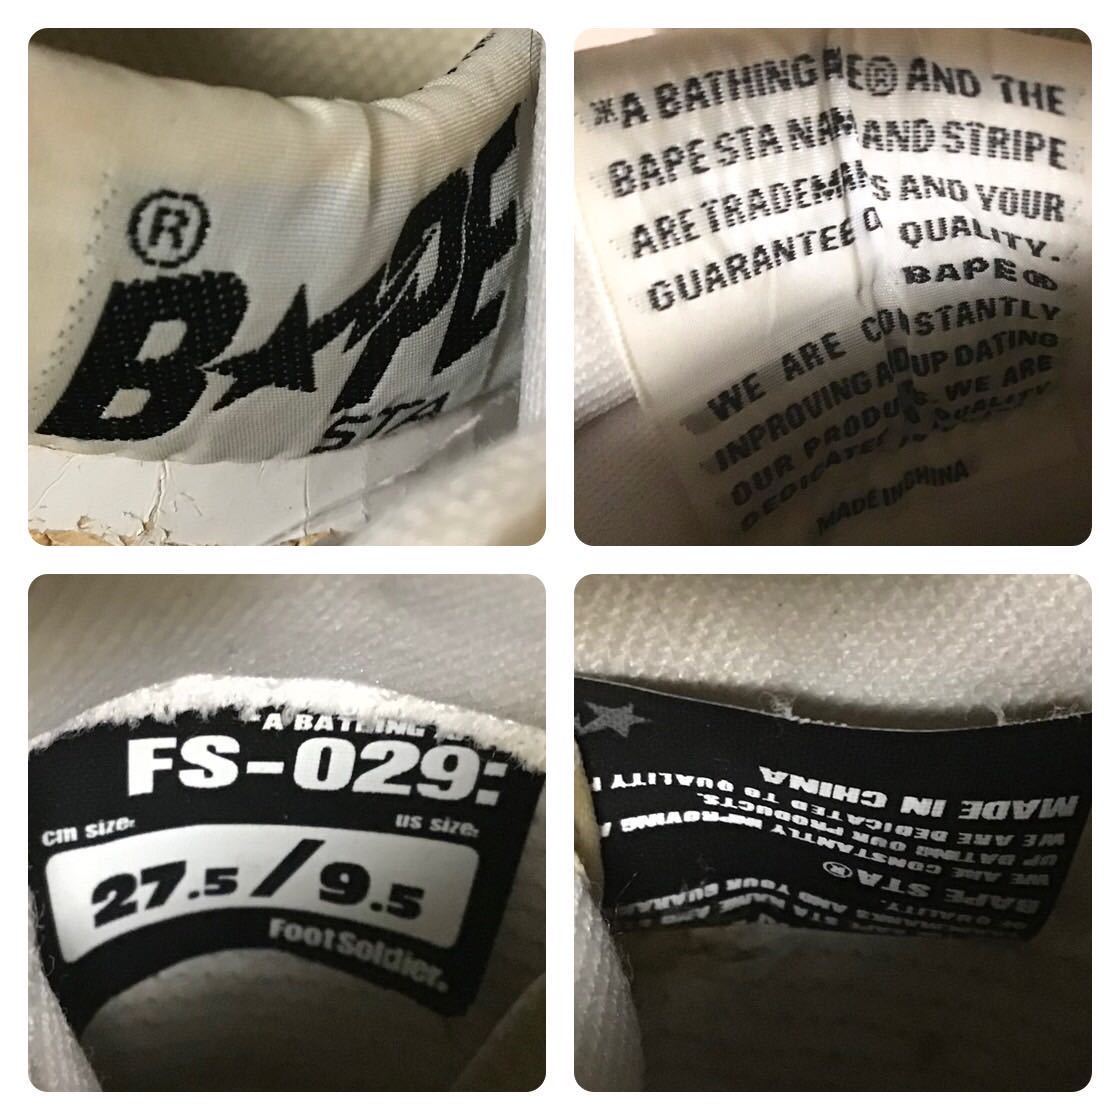 ®
BAPE
STA
*A BATHING APE® AND THE
BAPE STA NAME AND STRIPE
ARE TRADEMARKS AND YOUR
GUARANTEE OF QUALITY.
BAPE®
WE ARE CONSTANTLY
INPROVING AND UP DATING
OUR PRODUCTS. WE ARE
DEDICATED TO QUALITY
MADE IN CHINA
A BATHING
FS-029:
cm size:
us size:
27.5/9.5
FootSoldier.
QUALITY.
BAPE STA®
WE ARE CONSTANTLY IMPROVING
UP DATING OUR PRODUCTS.
WE ARE DEDICATED TO QUALITY
MADE IN CHINA